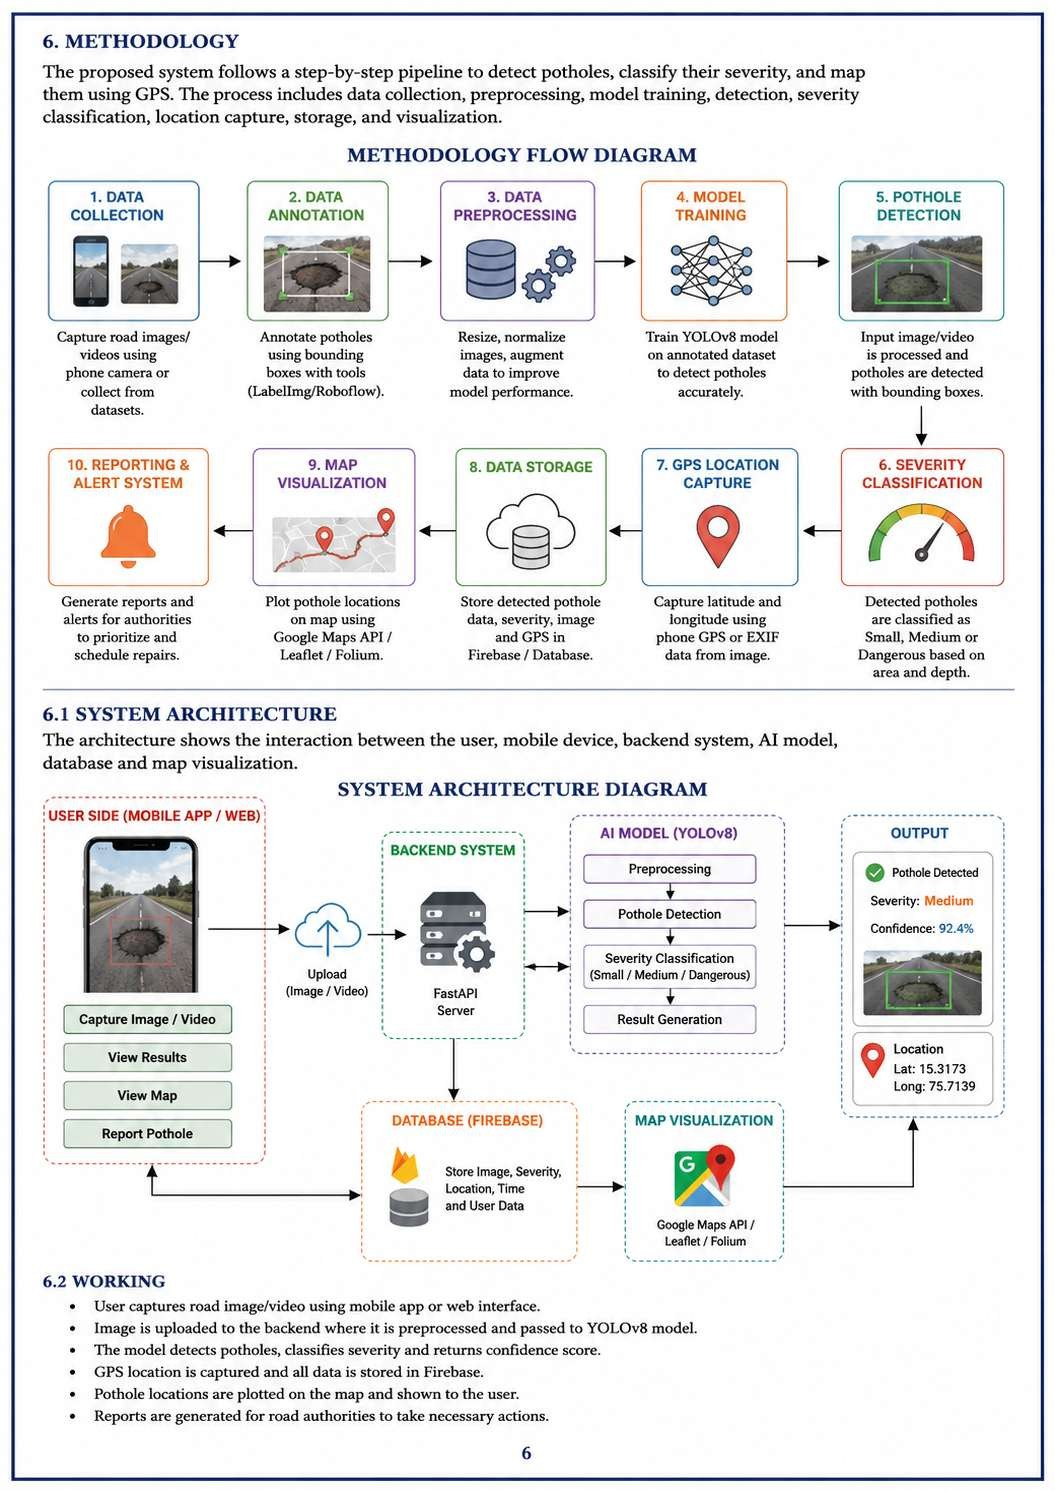 6. METHODOLOGY
The proposed system follows a step-by-step pipeline to detect potholes, classify their severity, and map
them using GPS. The process includes data collection, preprocessing, model training, detection, severity
classification, location capture, storage, and visualization.
METHODOLOGY FLOW DIAGRAM
1. DATA
COLLECTION
Capture road images/
videos using
phone camera or
collect from
datasets.
2. DATA
ANNOTATION
Annotate potholes
using bounding
boxes with tools
(LabelImg/Roboflow).
3. DATA
PREPROCESSING
Resize, normalize
images, augment
data to improve
model performance.
4. MODEL
TRAINING
Train YOLOv8 model
on annotated dataset
to detect potholes
accurately.
5. POTHOLE
DETECTION
Input image/video
is processed and
potholes are detected
with bounding boxes.
6. SEVERITY
CLASSIFICATION
Detected potholes
are classified as
Small, Medium or
Dangerous based on
area and depth.
7. GPS LOCATION
CAPTURE
Capture latitude and
longitude using
phone GPS or EXIF
data from image.
8. DATA STORAGE
Store detected pothole
data, severity, image
and GPS in
Firebase / Database.
9. MAP
VISUALIZATION
Plot pothole locations
on map using
Google Maps API /
Leaflet / Folium.
10. REPORTING &
ALERT SYSTEM
Generate reports and
alerts for authorities
to prioritize and
schedule repairs.
6.1 SYSTEM ARCHITECTURE
The architecture shows the interaction between the user, mobile device, backend system, AI model,
database and map visualization.
SYSTEM ARCHITECTURE DIAGRAM
USER SIDE (MOBILE APP / WEB)
Capture Image / Video
View Results
View Map
Report Pothole
Upload
(Image / Video)
BACKEND SYSTEM
FastAPI
Server
AI MODEL (YOLOv8)
Preprocessing
Pothole Detection
Severity Classification
(Small / Medium / Dangerous)
Result Generation
OUTPUT
Pothole Detected
Severity: Medium
Confidence: 92.4%
Location
Lat: 15.3173
Long: 75.7139
DATABASE (FIREBASE)
Store Image, Severity,
Location, Time
and User Data
MAP VISUALIZATION
G
Google Maps API /
Leaflet / Folium
6.2 WORKING
• User captures road image/video using mobile app or web interface.
• Image is uploaded to the backend where it is preprocessed and passed to YOLOv8 model.
• The model detects potholes, classifies severity and returns confidence score.
• GPS location is captured and all data is stored in Firebase.
• Pothole locations are plotted on the map and shown to the user.
• Reports are generated for road authorities to take necessary actions.
6